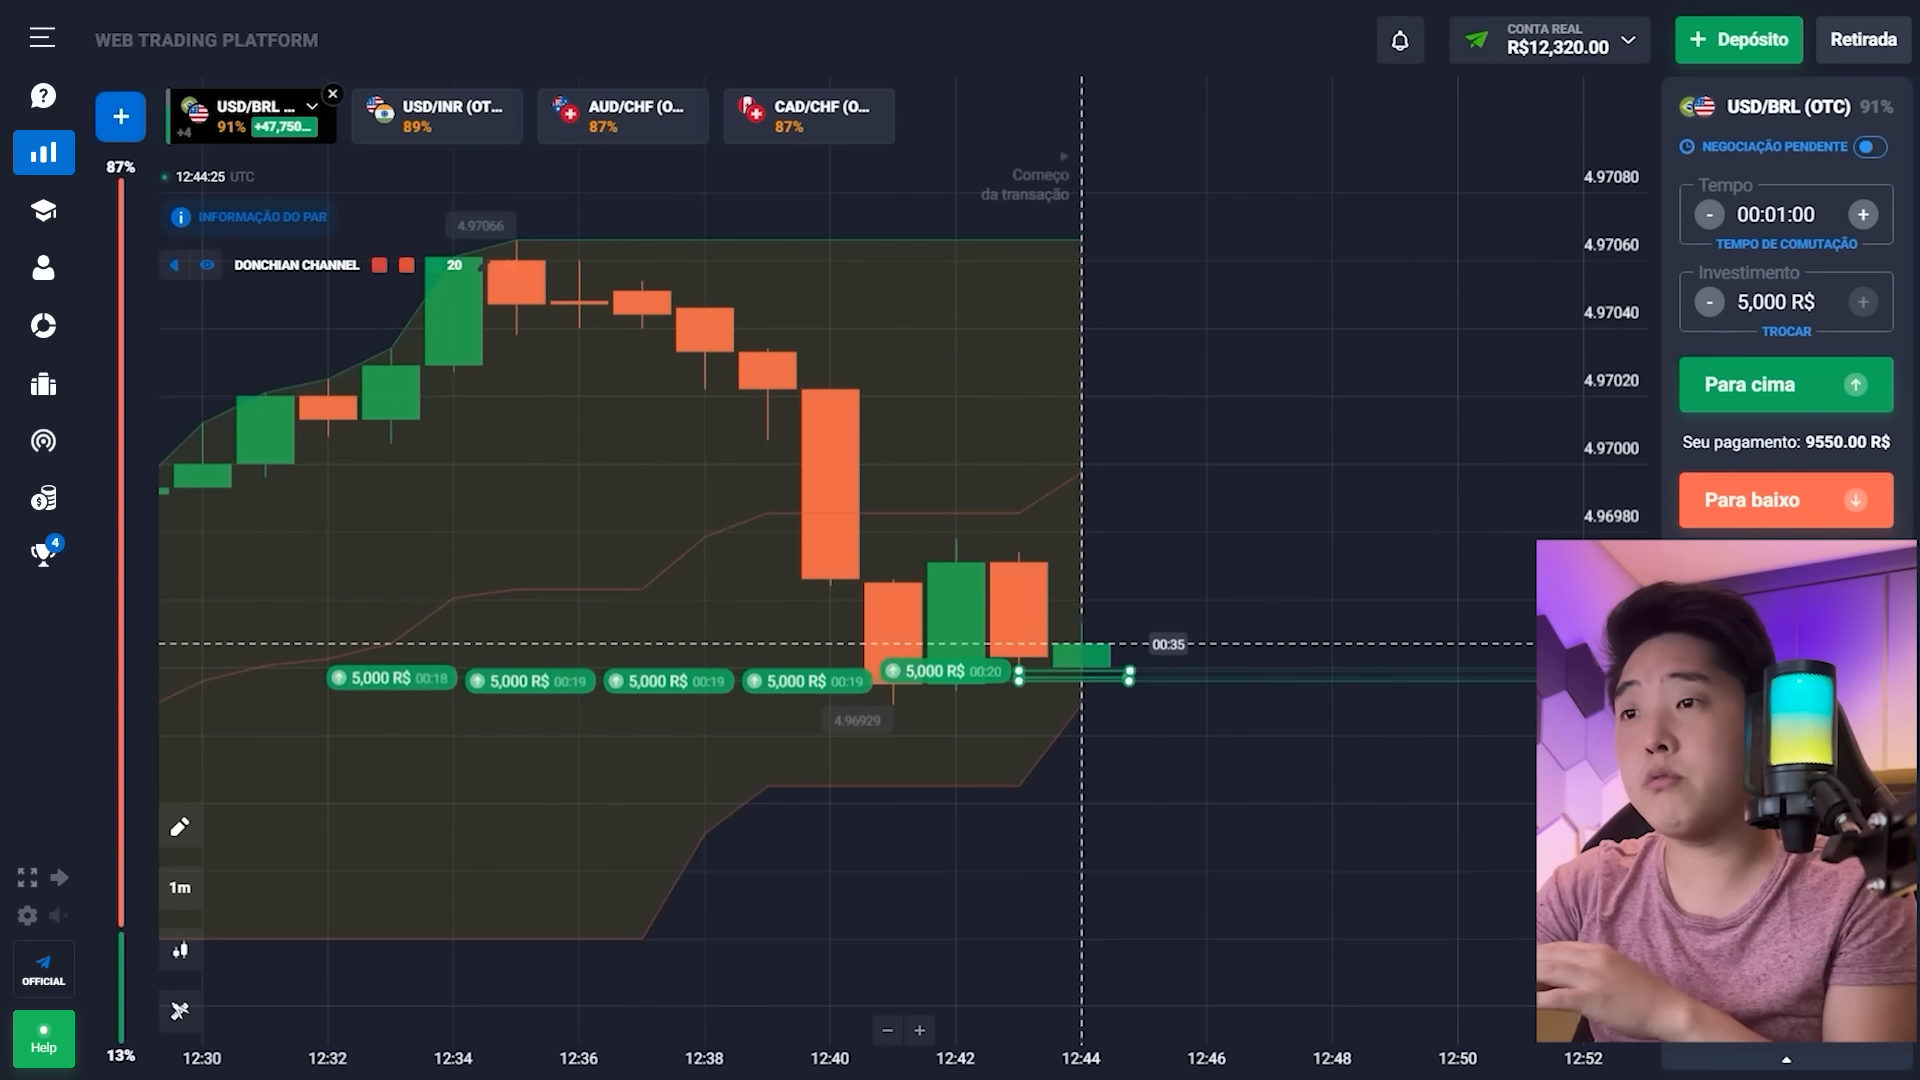 WEB TRADING PLATFORM
CONTA REAL
R$12,320.00
+ Depósito
Retirada
+4
USD/BRL ...
91% +47,750...
USD/INR (OT...
89%
AUD/CHF (O...
87%
CAD/CHF (O...
87%
USD/BRL (OTC) 91%
NEGOCIAÇÃO PENDENTE
Tempo
- 00:01:00 +
TEMPO DE COMUTAÇÃO
Investimento
- 5,000 R$ +
TROCAR
Para cima
Seu pagamento: 9550.00 R$
Para baixo
87%
12:44:25 UTC
INFORMAÇÃO DO PAR
DONCHIAN CHANNEL
20
4.97066
Começo
da transação
4.97080
4.97060
4.97040
4.97020
4.97000
4.96980
00:35
5,000 R$ 00:18
5,000 R$ 00:19
5,000 R$ 00:19
5,000 R$ 00:19
5,000 R$ 00:20
4.96929
4
1m
OFFICIAL
Help
13%
12:30
12:32
12:34
12:36
12:38
12:40
12:42
12:44
12:46
12:48
12:50
12:52